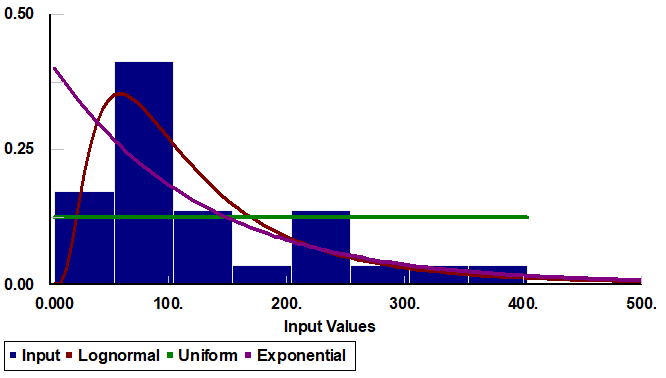 0.50
0.25
0.00
0.000 100. 200. 300. 400. 500.
Input Values
Input Lognormal Uniform Exponential